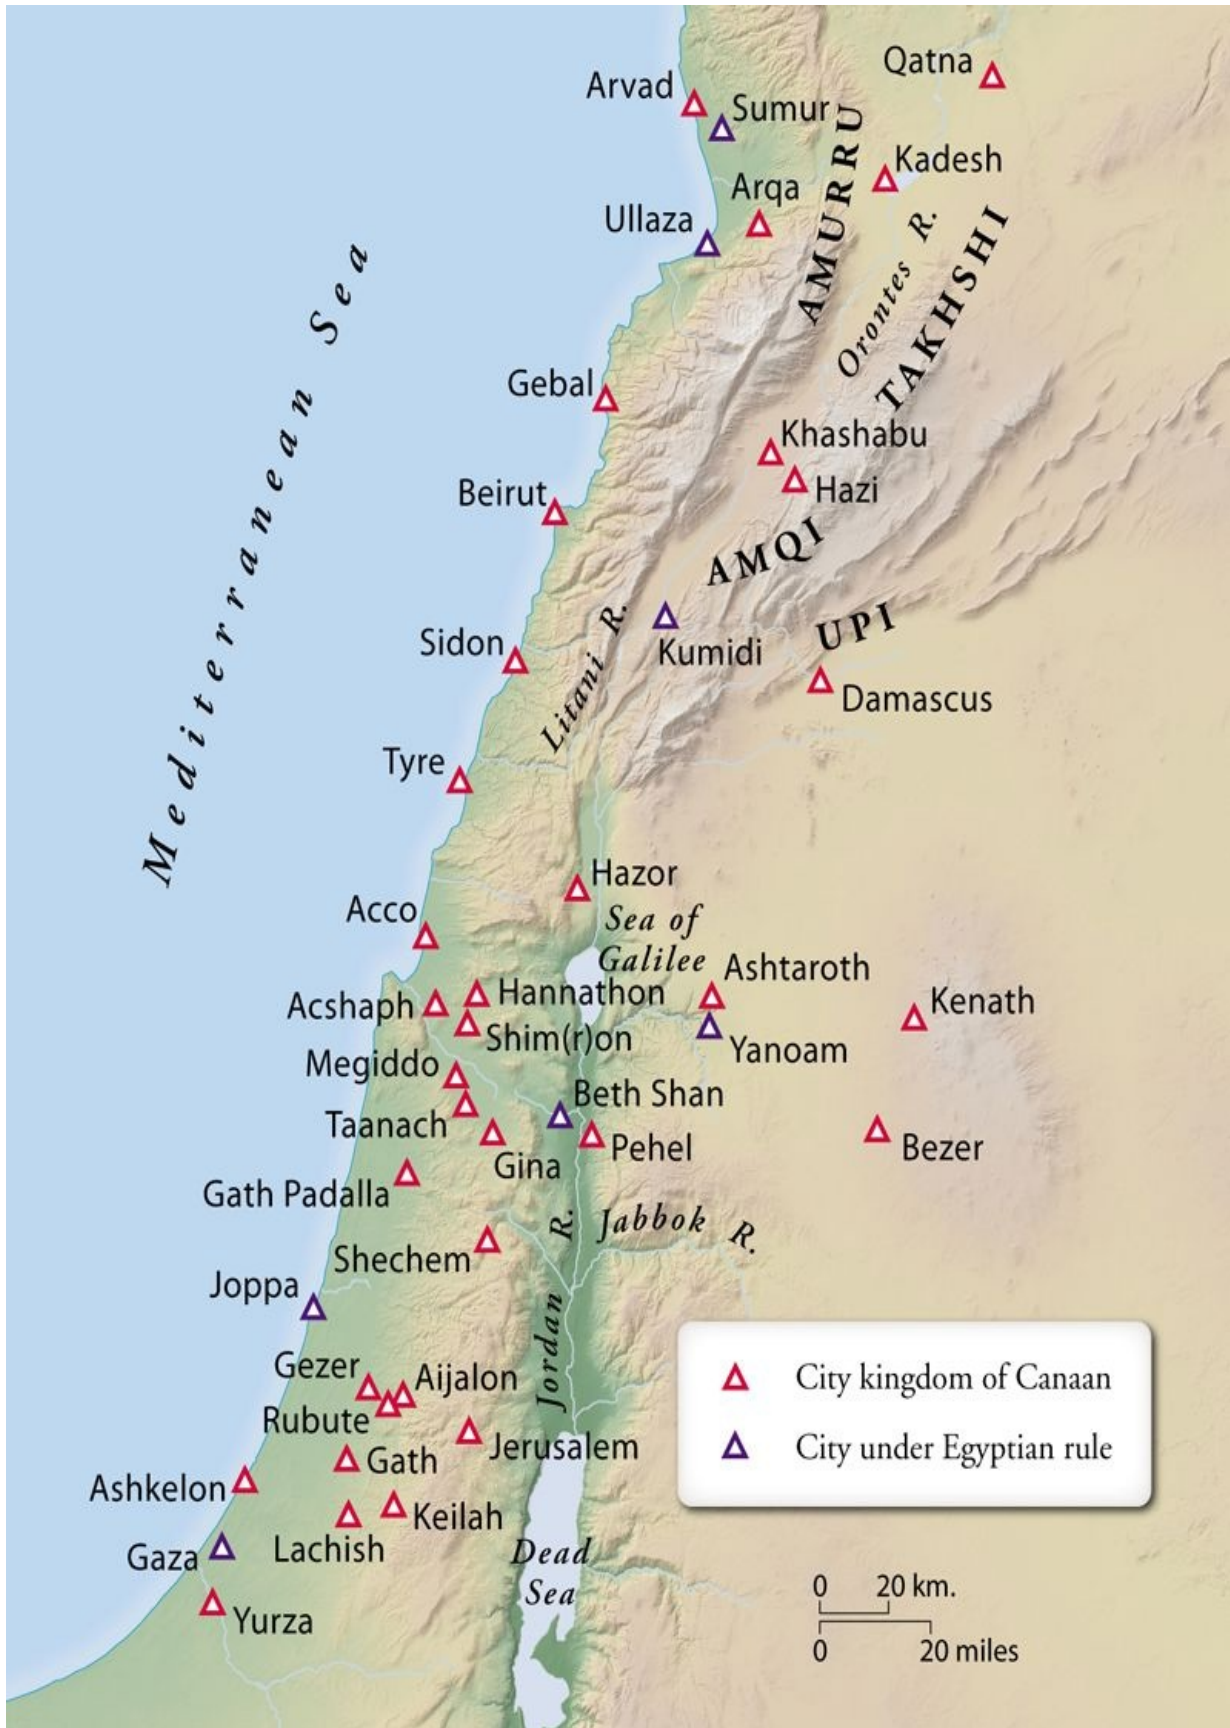 Qatna
Arvad
Sumur
AMURRU
Kadesh
Arqa
Ullaza
Orontes R.
TAKHSHI
Mediterranean Sea
Gebal
Khashabu
Hazi
Beirut
AMQI
UPI
Litani R.
Kumidi
Sidon
Damascus
Tyre
Hazor
Acco
Sea of
Galilee
Ashtaroth
Hannathon
Acshaph
Kenath
Shim(r)on
Yanoam
Megiddo
Beth Shan
Taanach
Pehel
Bezer
Gina
Gath Padalla
Jabbok R.
Shechem
Jordan R.
Joppa
Gezer
Aijalon
City kingdom of Canaan
Rubute
Jerusalem
City under Egyptian rule
Gath
Ashkelon
Keilah
Lachish
Gaza
Dead
Sea
0 20 km.
Yurza
0 20 miles